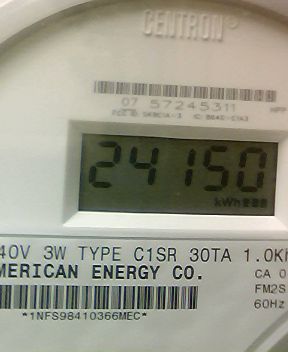 CENTRON®
07 57245311
24150
kWh
40V 3W TYPE C1SR 30TA 1.0Kh
MERICAN ENERGY CO.
CA 0
FM2S
60Hz
*1NFS98410366MEC*